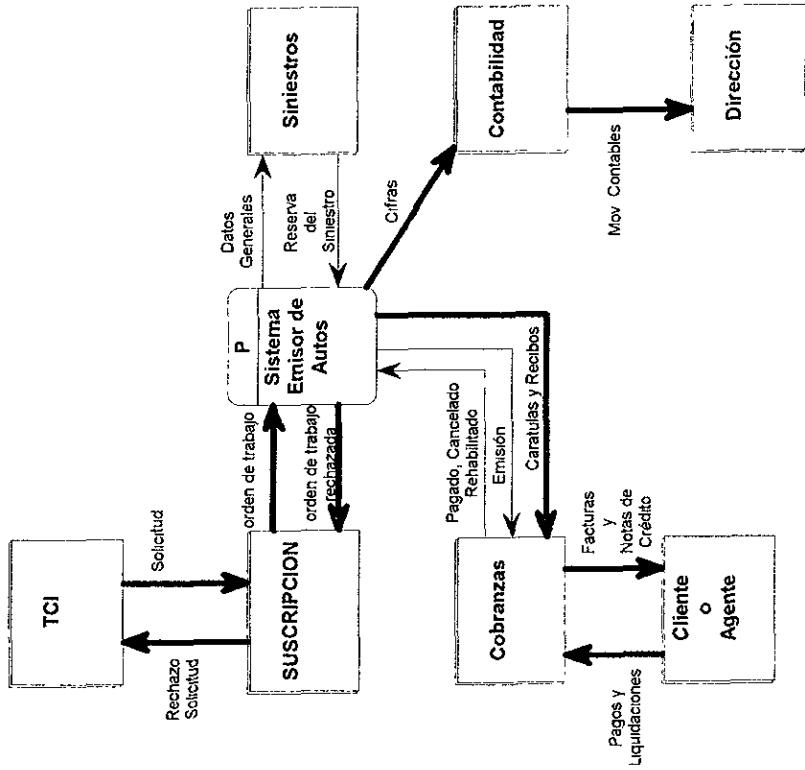 TCI
Rechazo
Solicitud
Solicitud
SUSCRIPCION
orden de trabajo
orden de trabajo
rechazada
P
Sistema
Emisor de
Autos
Datos
Generales
Reserva
del
Siniestro
Siniestros
Cifras
Contabilidad
Mov Contables
Dirección
Pagado, Cancelado
Rehabilitado
Emisión
Caratulas y Recibos
Cobranzas
Pagos y
Liquidaciones
Facturas
y
Notas de
Crédito
Cliente
o
Agente